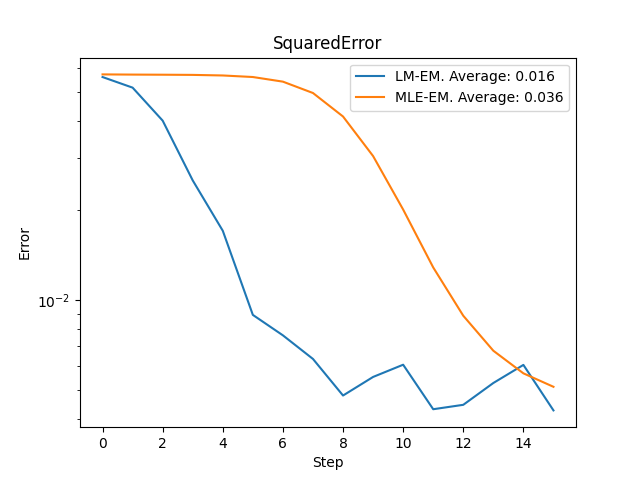 SquaredError
LM-EM. Average: 0.016
MLE-EM. Average: 0.036
Error
10⁻²
0 2 4 6 8 10 12 14
Step